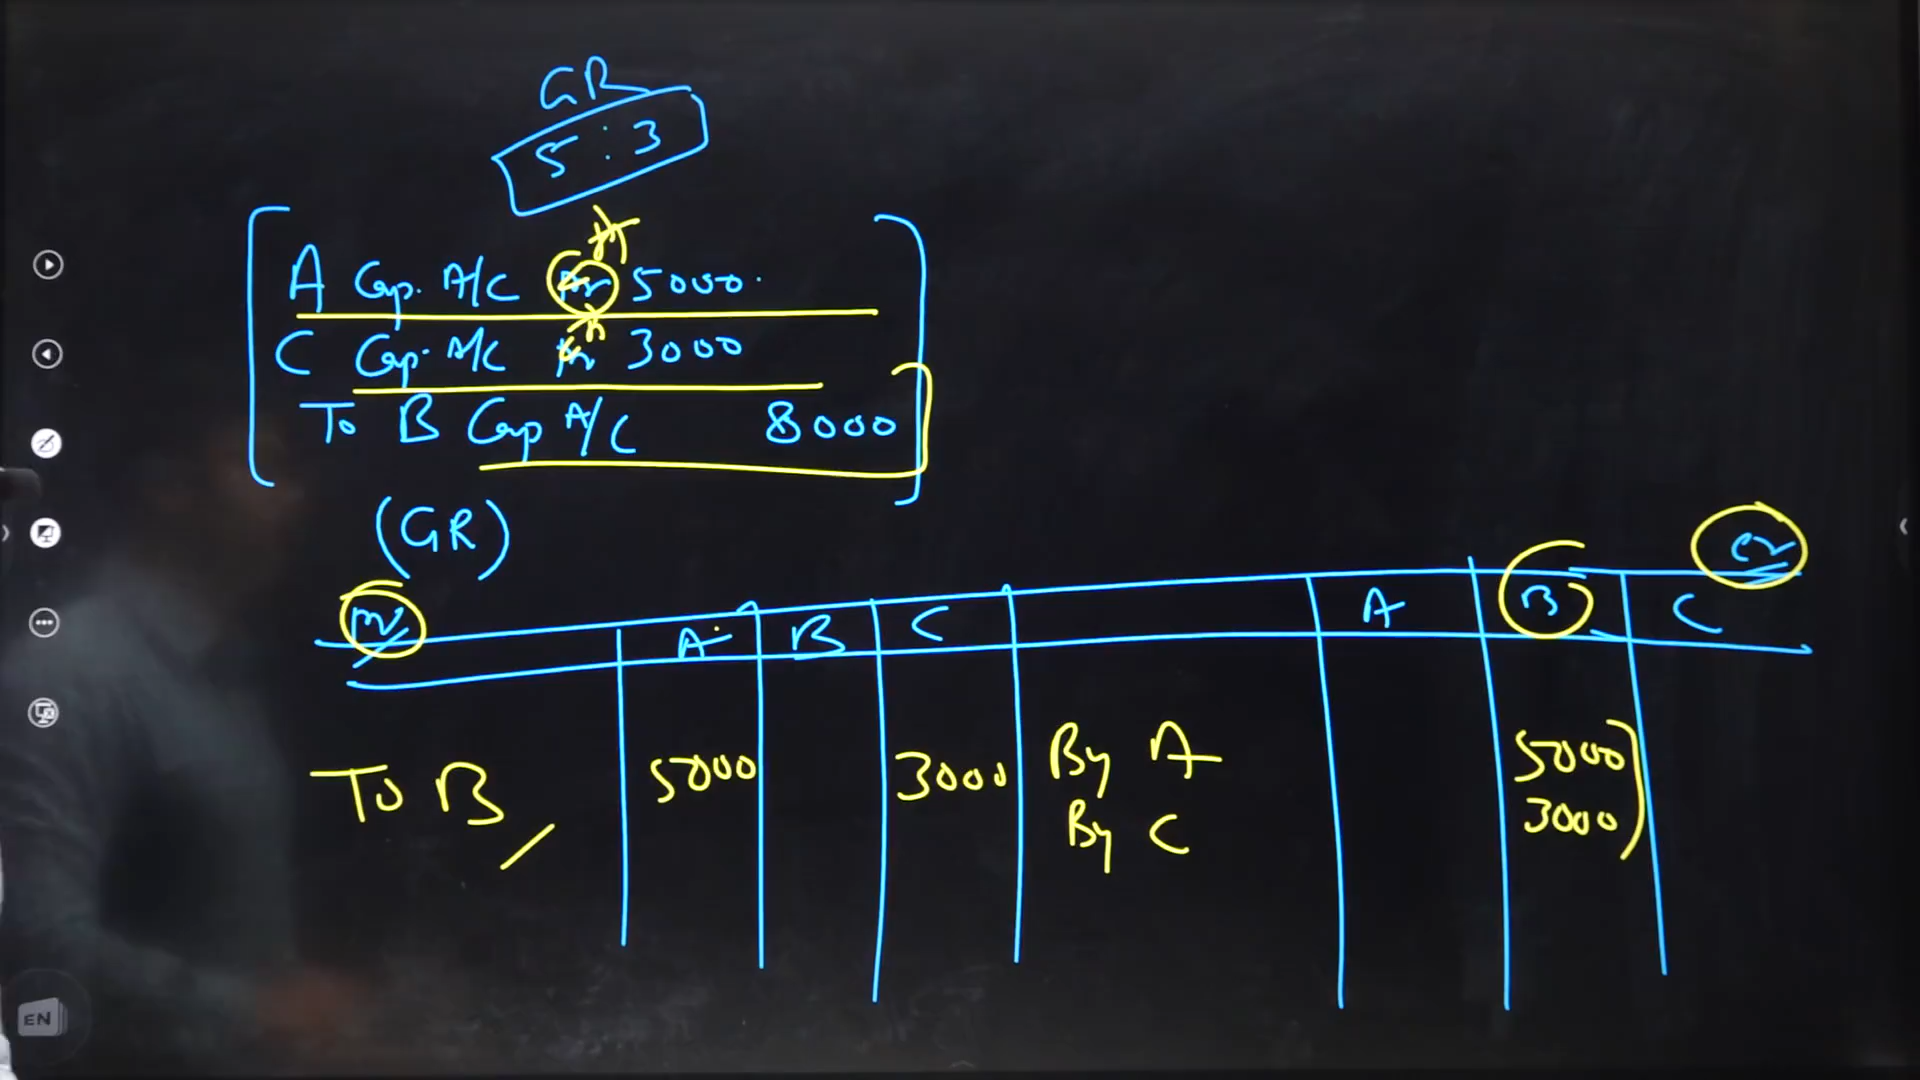 GR
5 : 3
A Cap. A/C Dr 5000
C Cap. A/C Dr 3000
To B Cap A/C 8000
(GR)
Dr Cr
A B C A B C
To B 5000 3000 By A 5000
By C 3000
EN